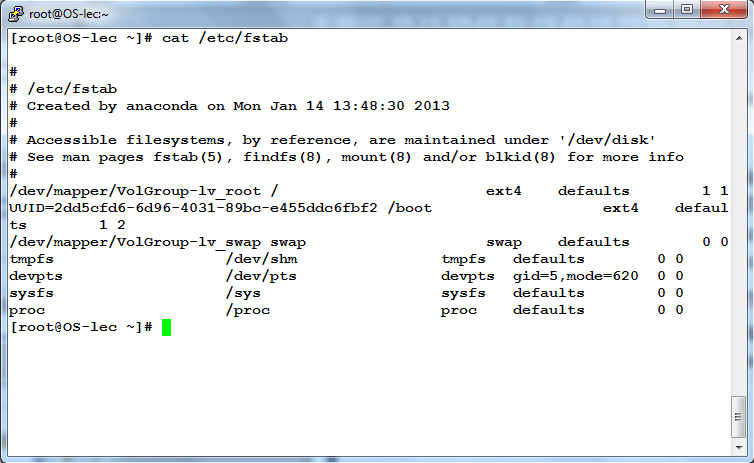 root@OS-lec:~
[root@OS-lec ~]# cat /etc/fstab
#
# /etc/fstab
# Created by anaconda on Mon Jan 14 13:48:30 2013
#
# Accessible filesystems, by reference, are maintained under '/dev/disk'
# See man pages fstab(5), findfs(8), mount(8) and/or blkid(8) for more info
#
/dev/mapper/VolGroup-lv_root / ext4 defaults 1 1
UUID=2dd5cfd6-6d96-4031-89bc-e455ddc6fbf2 /boot ext4 defaul
ts 1 2
/dev/mapper/VolGroup-lv_swap swap swap defaults 0 0
tmpfs /dev/shm tmpfs defaults 0 0
devpts /dev/pts devpts gid=5,mode=620 0 0
sysfs /sys sysfs defaults 0 0
proc /proc proc defaults 0 0
[root@OS-lec ~]#